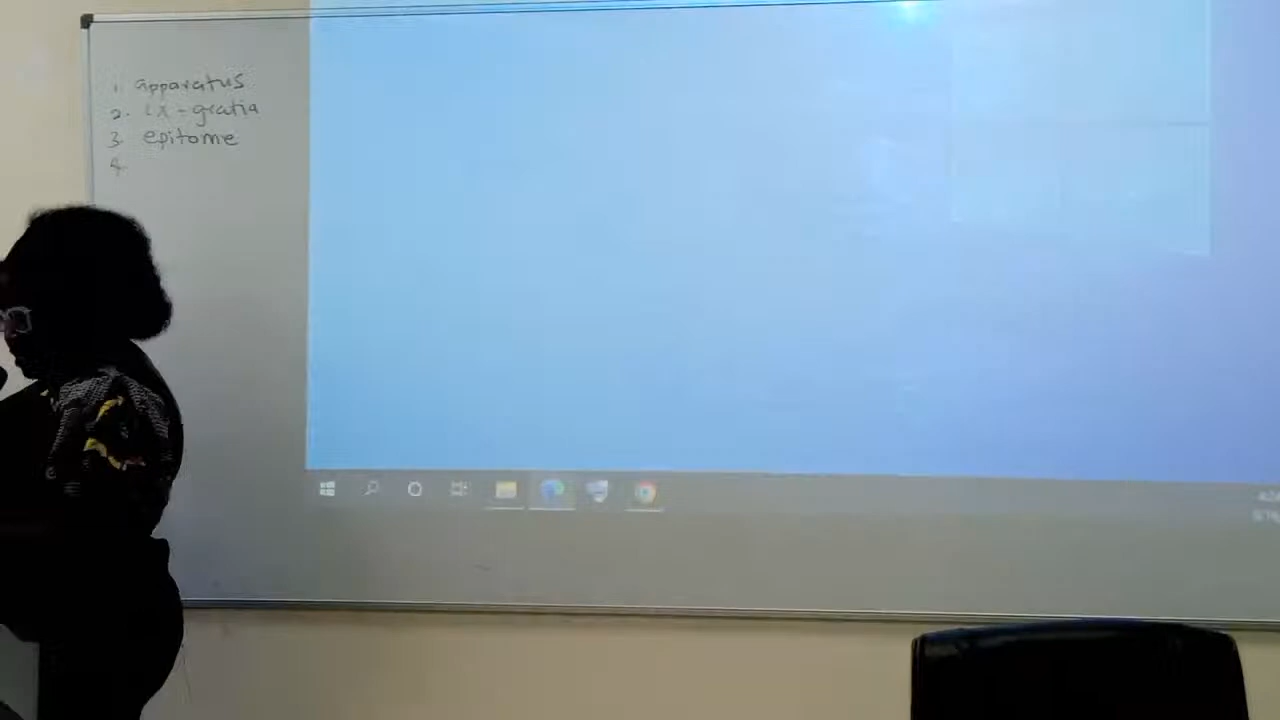 1. apparatus
2. ex-gratia
3. epitome
4.